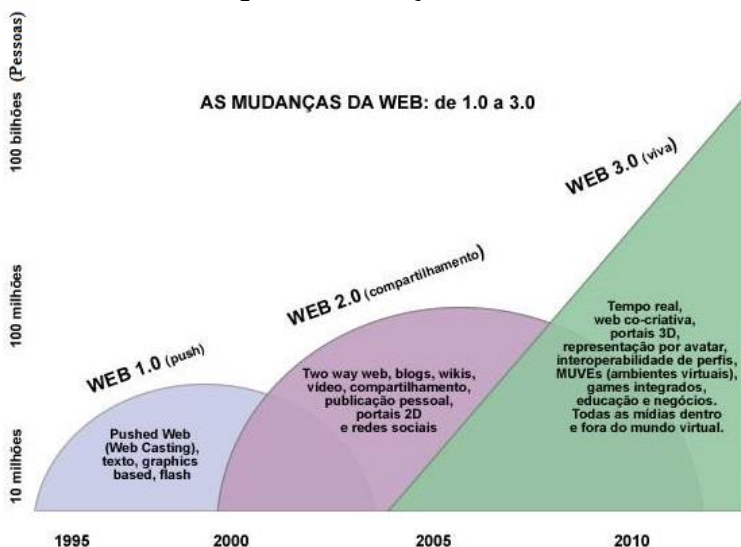 AS MUDANÇAS DA WEB: de 1.0 a 3.0
100 bilhões (Pessoas)
100 milhões
10 milhões
WEB 1.0 (push)
Pushed Web
(Web Casting),
texto, graphics
based, flash
WEB 2.0 (compartilhamento)
Two way web, blogs, wikis,
vídeo, compartilhamento,
publicação pessoal,
portais 2D
e redes sociais
WEB 3.0 (viva)
Tempo real,
web co-criativa,
portais 3D,
representação por avatar,
interoperabilidade de perfis,
MUVEs (ambientes virtuais),
games integrados,
educação e negócios.
Todas as mídias dentro
e fora do mundo virtual.
1995
2000
2005
2010